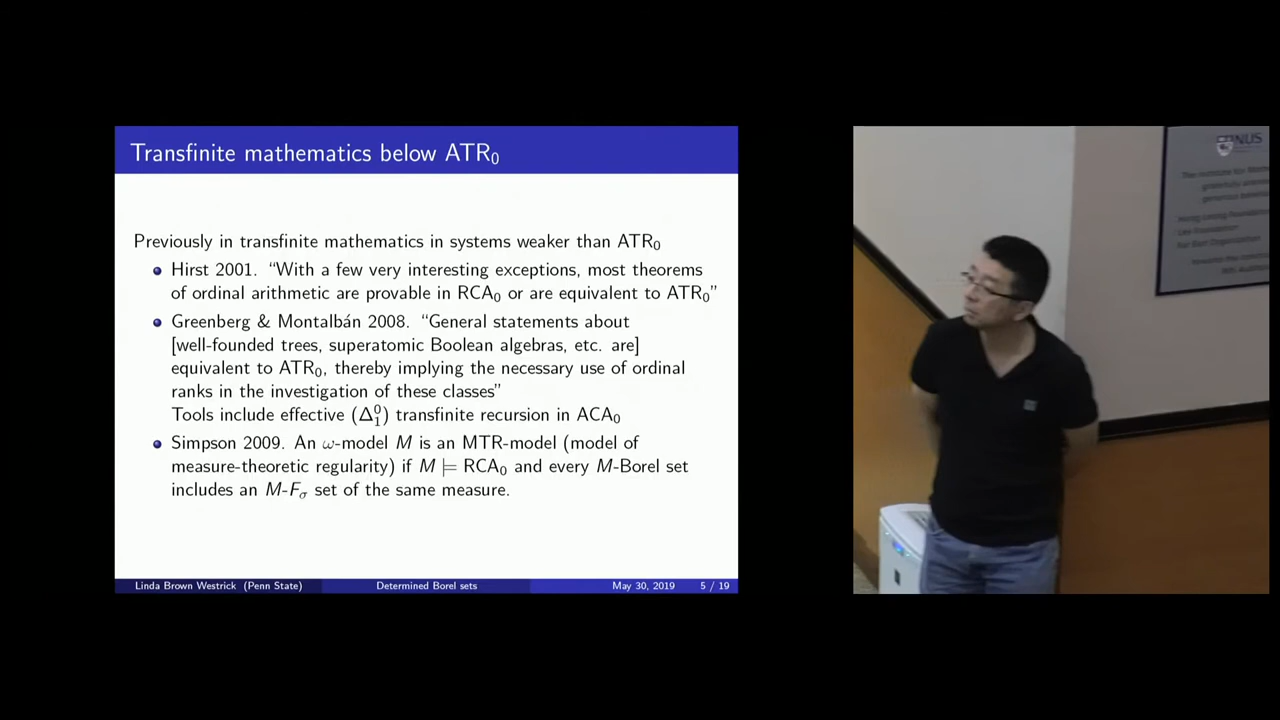 Transfinite mathematics below ATR₀
Previously in transfinite mathematics in systems weaker than ATR₀
Hirst 2001. “With a few very interesting exceptions, most theorems
of ordinal arithmetic are provable in RCA₀ or are equivalent to ATR₀”
Greenberg & Montalbán 2008. “General statements about
[well-founded trees, superatomic Boolean algebras, etc. are]
equivalent to ATR₀, thereby implying the necessary use of ordinal
ranks in the investigation of these classes”
Tools include effective (Δ⁰₁) transfinite recursion in ACA₀
Simpson 2009. An ω-model M is an MTR-model (model of
measure-theoretic regularity) if M ⊨ RCA₀ and every M-Borel set
includes an M-Fσ set of the same measure.
Linda Brown Westrick (Penn State) Determined Borel sets May 30, 2019 5 / 19
NUS